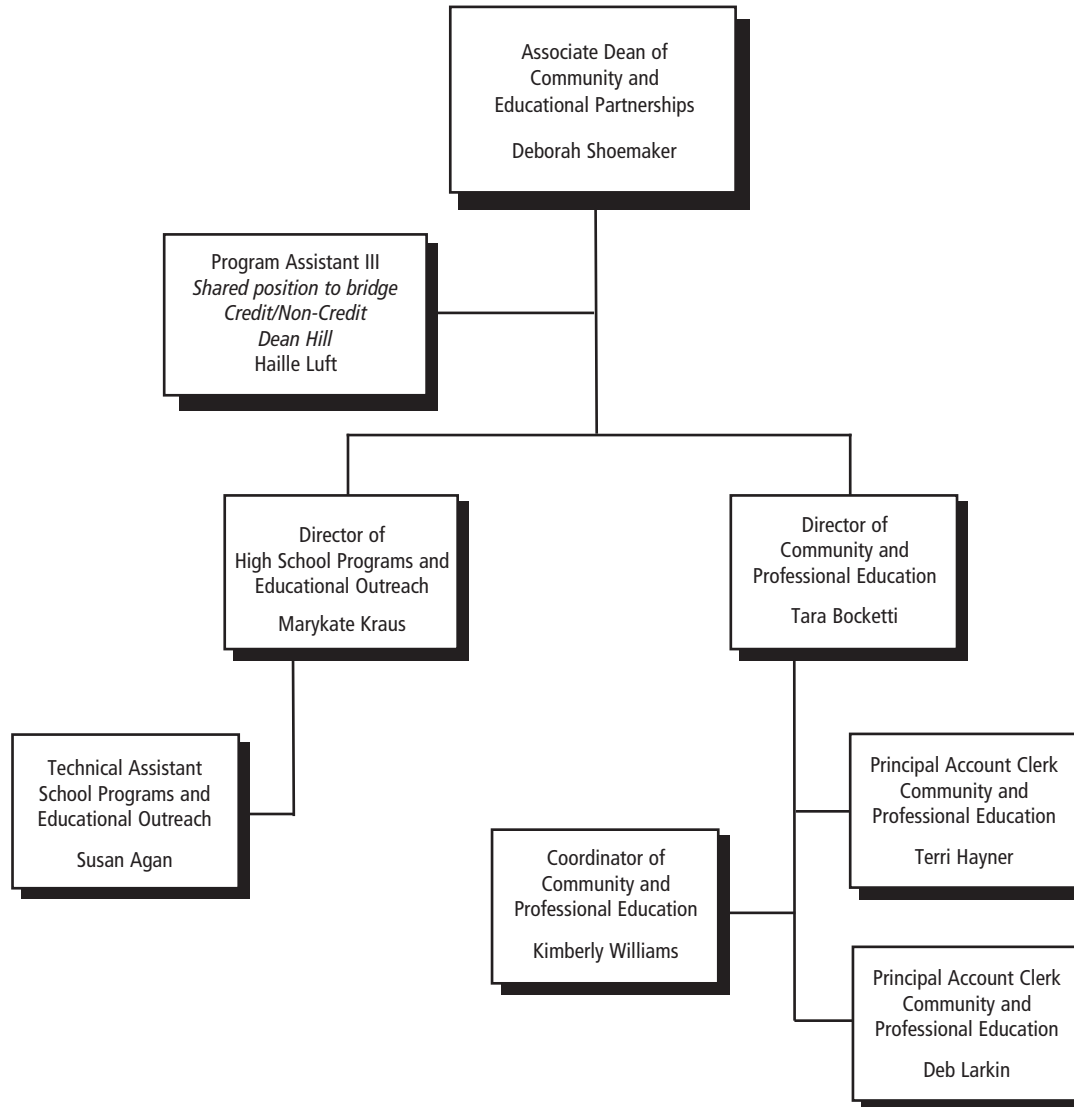 Associate Dean of
Community and
Educational Partnerships
Deborah Shoemaker
Program Assistant III
Shared position to bridge
Credit/Non-Credit
Dean Hill
Haille Luft
Director of
High School Programs and
Educational Outreach
Marykate Kraus
Director of
Community and
Professional Education
Tara Bocketti
Technical Assistant
School Programs and
Educational Outreach
Susan Agan
Coordinator of
Community and
Professional Education
Kimberly Williams
Principal Account Clerk
Community and
Professional Education
Terri Hayner
Principal Account Clerk
Community and
Professional Education
Deb Larkin